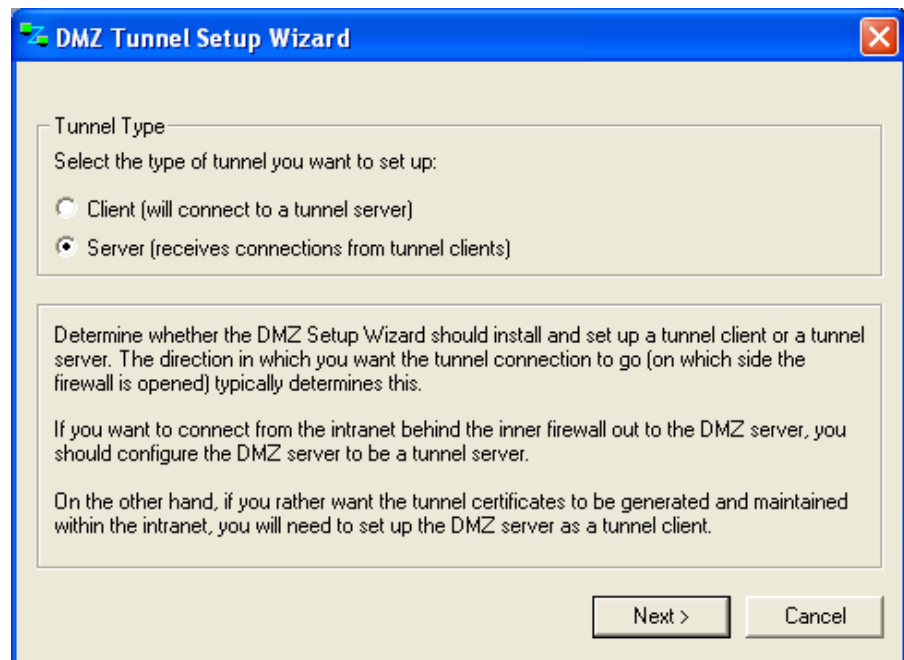 DMZ Tunnel Setup Wizard
Tunnel Type
Select the type of tunnel you want to set up:
Client (will connect to a tunnel server)
Server (receives connections from tunnel clients)
Determine whether the DMZ Setup Wizard should install and set up a tunnel client or a tunnel
server. The direction in which you want the tunnel connection to go (on which side the
firewall is opened) typically determines this.
If you want to connect from the intranet behind the inner firewall out to the DMZ server, you
should configure the DMZ server to be a tunnel server.
On the other hand, if you rather want the tunnel certificates to be generated and maintained
within the intranet, you will need to set up the DMZ server as a tunnel client.
Next >
Cancel